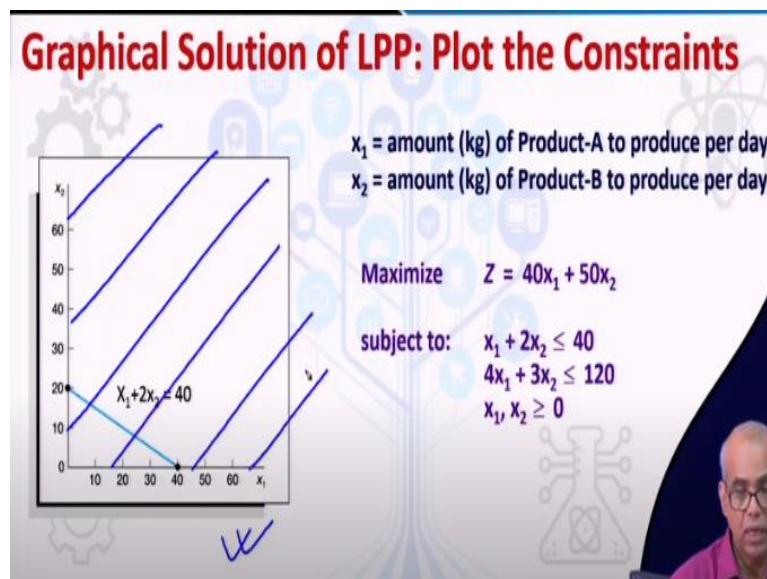 Graphical Solution of LPP: Plot the Constraints
x₁ = amount (kg) of Product-A to produce per day
x₂ = amount (kg) of Product-B to produce per day
Maximize Z = 40x₁ + 50x₂
subject to: x₁ + 2x₂ ≤ 40
4x₁ + 3x₂ ≤ 120
x₁, x₂ ≥ 0
x₂
60
50
40
30
20
10
0
X₁+2x₂ = 40
10 20 30 40 50 60 x₁